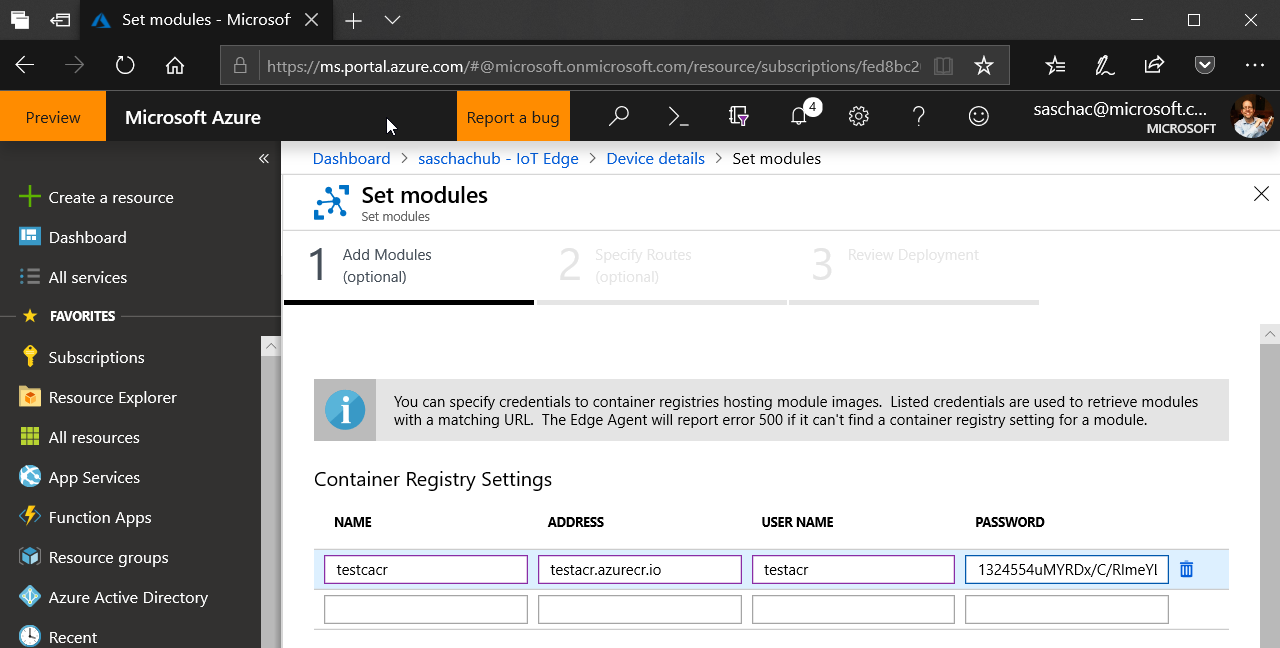 Set modules - Microsof
https://ms.portal.azure.com/#@microsoft.onmicrosoft.com/resource/subscriptions/fed8bc2
Preview
Microsoft Azure
Report a bug
4
saschac@microsoft.c...
MICROSOFT
Dashboard > saschachub - IoT Edge > Device details > Set modules
Create a resource
Dashboard
All services
FAVORITES
Subscriptions
Resource Explorer
All resources
App Services
Function Apps
Resource groups
Azure Active Directory
Recent
Set modules
Set modules
1 Add Modules
(optional)
2 Specify Routes
(optional)
3 Review Deployment
You can specify credentials to container registries hosting module images. Listed credentials are used to retrieve modules
with a matching URL. The Edge Agent will report error 500 if it can't find a container registry setting for a module.
Container Registry Settings
NAME ADDRESS USER NAME PASSWORD
testcacr testacr.azurecr.io testacr 1324554uMYRDx/C/RImeYl